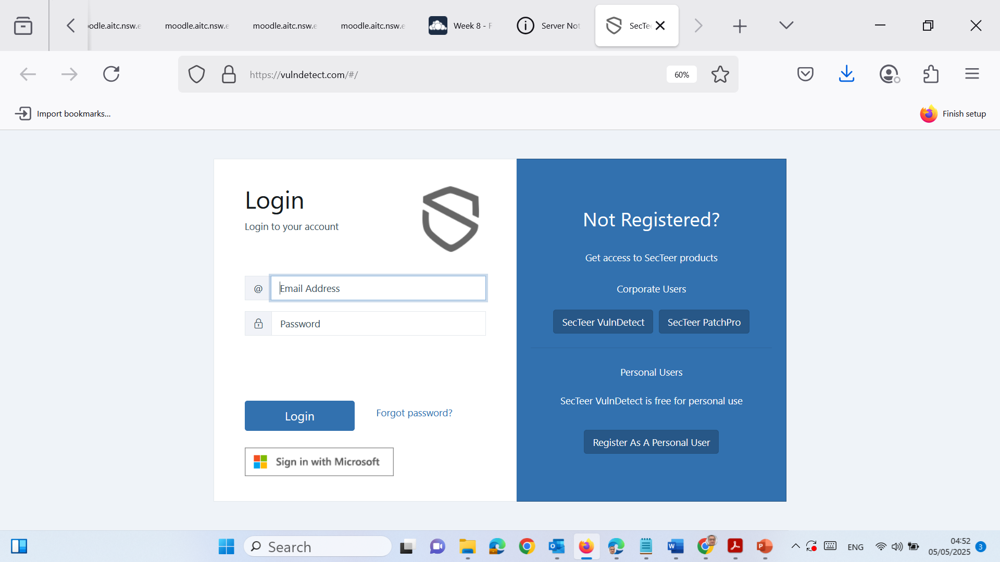 oodle.aitc.nsw.e
moodle.aitc.nsw.e
moodle.aitc.nsw.e
moodle.aitc.nsw.e
Week 8 - F
Server Not
SecTee
https://vulndetect.com/#/
60%
Import bookmarks...
Finish setup
Login
Login to your account
@
Email Address
Password
Login
Forgot password?
Sign in with Microsoft
Not Registered?
Get access to SecTeer products
Corporate Users
SecTeer VulnDetect
SecTeer PatchPro
Personal Users
SecTeer VulnDetect is free for personal use
Register As A Personal User
Search
ENG
04:52
05/05/2025
3